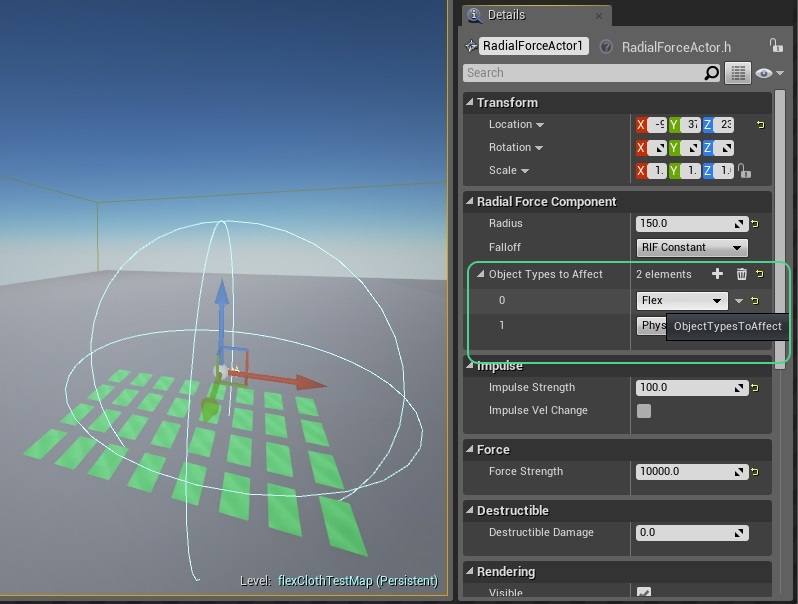 Details
RadialForceActor1
RadialForceActor.h
Search
Transform
Location X -9 Y 37 Z 23
Rotation X Y Z
Scale X 1. Y 1. Z 1.
Radial Force Component
Radius 150.0
Falloff RIF Constant
Object Types to Affect 2 elements
0 Flex
1 Phys
ObjectTypesToAffect
Impulse
Impulse Strength 100.0
Impulse Vel Change
Force
Force Strength 10000.0
Destructible
Destructible Damage 0.0
Rendering
Visible
Level: flexClothTestMap (Persistent)